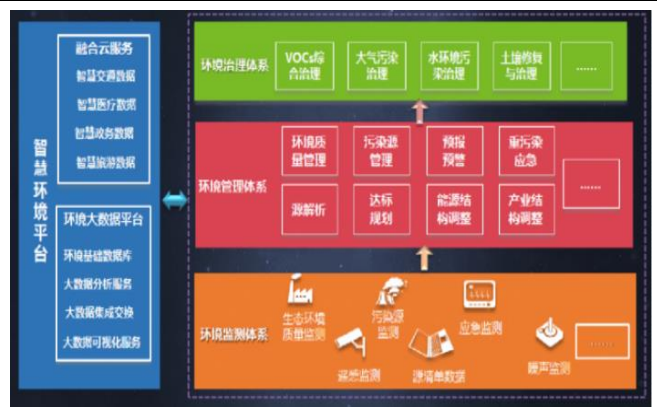 智慧环境平台
融合云服务
智慧交通数据
智慧医疗数据
智慧政务数据
智慧旅游数据
环境大数据平台
环境基础数据库
大数据分析服务
大数据集成交换
大数据可视化服务
环境治理体系
VOCs综
合治理
大气污染
治理
水环境污
染治理
土壤修复
与治理
......
环境管理体系
环境质
量管理
污染源
管理
预报
预警
重污染
应急
......
源解析
达标
规划
能源结
构调整
产业结
构调整
环境监测体系
生态环境
质量监测
污染源
监测
应急监测
遥感监测
源清单数据
噪声监测
......